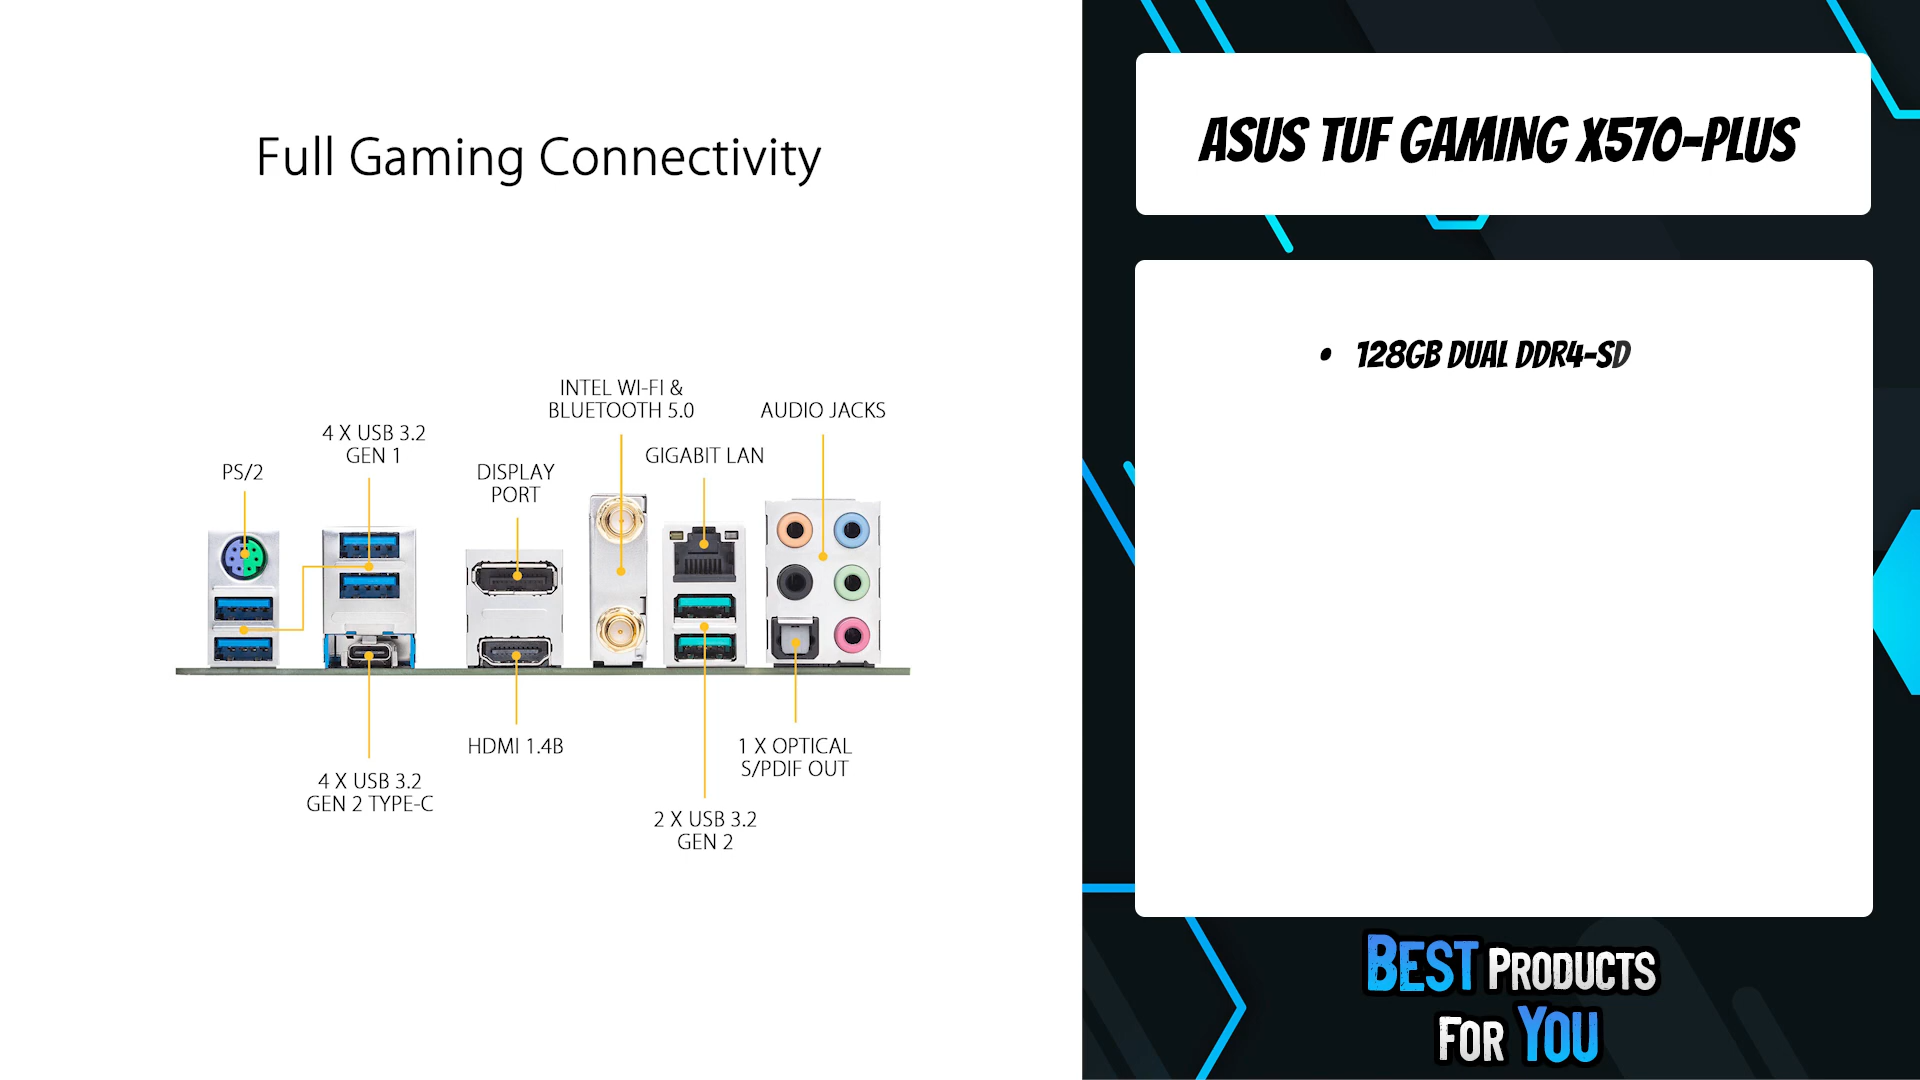 Full Gaming Connectivity
INTEL WI-FI &
BLUETOOTH 5.0
AUDIO JACKS
4 X USB 3.2
GEN 1
GIGABIT LAN
PS/2
DISPLAY
PORT
HDMI 1.4B
1 X OPTICAL
S/PDIF OUT
4 X USB 3.2
GEN 2 TYPE-C
2 X USB 3.2
GEN 2
ASUS TUF GAMING X570-PLUS
• 128GB DUAL DDR4-SD
BEST PRODUCTS
FOR YOU